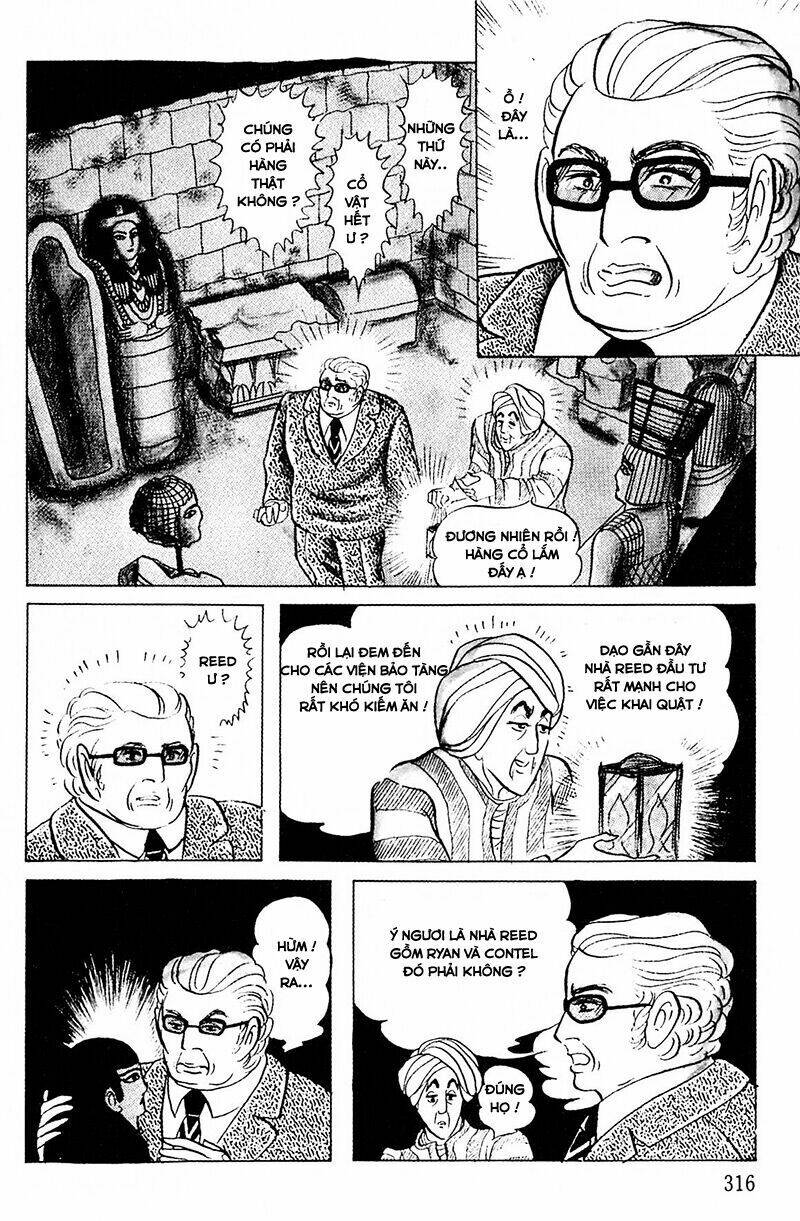 Ồ !
ĐÂY
LÀ...
NHỮNG
THỨ
NÀY..
CỔ
VẬT
HẾT
Ư ?
CHÚNG
CÓ PHẢI
HÀNG
THẬT
KHÔNG ?
ĐƯƠNG NHIÊN RỒI !
HÀNG CỔ LẮM
ĐẤY Ạ !
REED
Ư ?
DẠO GẦN ĐÂY
NHÀ REED ĐẦU TƯ
RẤT MẠNH CHO
VIỆC KHAI QUẬT !
RỒI LẠI ĐEM ĐẾN
CHO CÁC VIỆN BẢO TÀNG
NÊN CHÚNG TÔI
RẤT KHÓ KIẾM ĂN !
HỪM !
VẬY
RA...
Ý NGƯƠI LÀ NHÀ REED
GỒM RYAN VÀ CONTEL
ĐÓ PHẢI KHÔNG ?
ĐÚNG
HỌ !
316